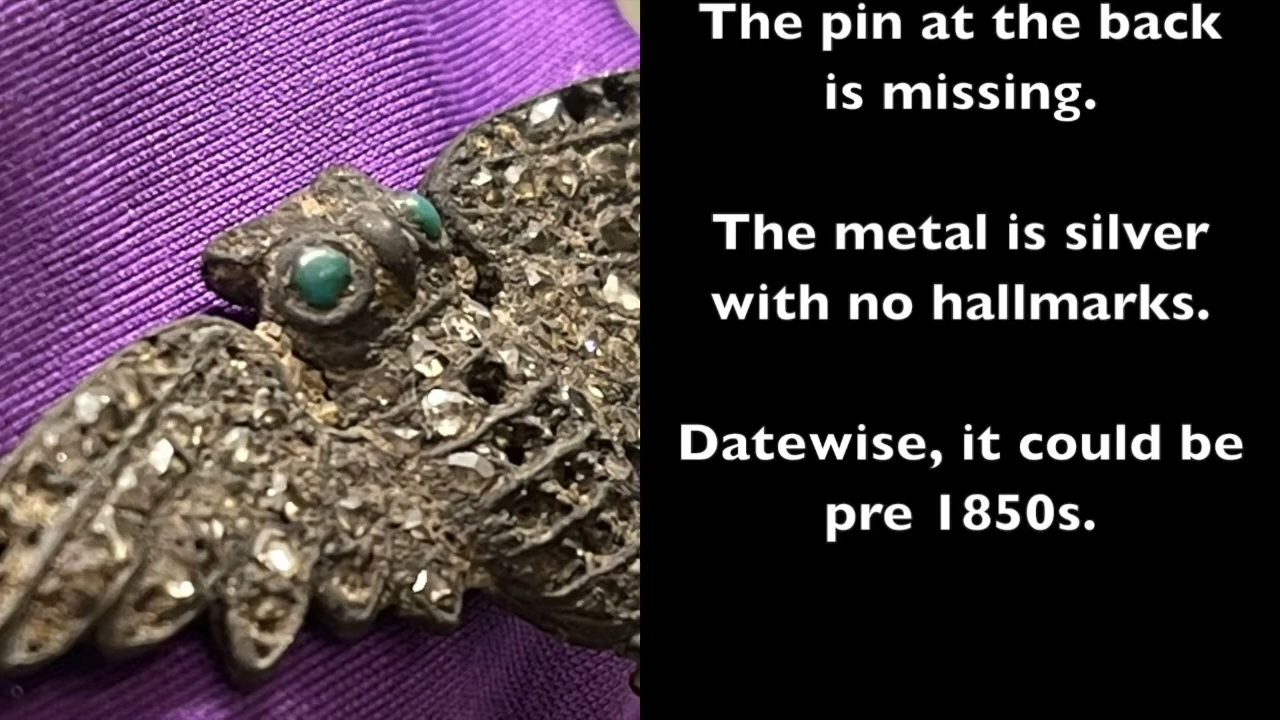 The pin at the back
is missing.
The metal is silver
with no hallmarks.
Datewise, it could be
pre 1850s.